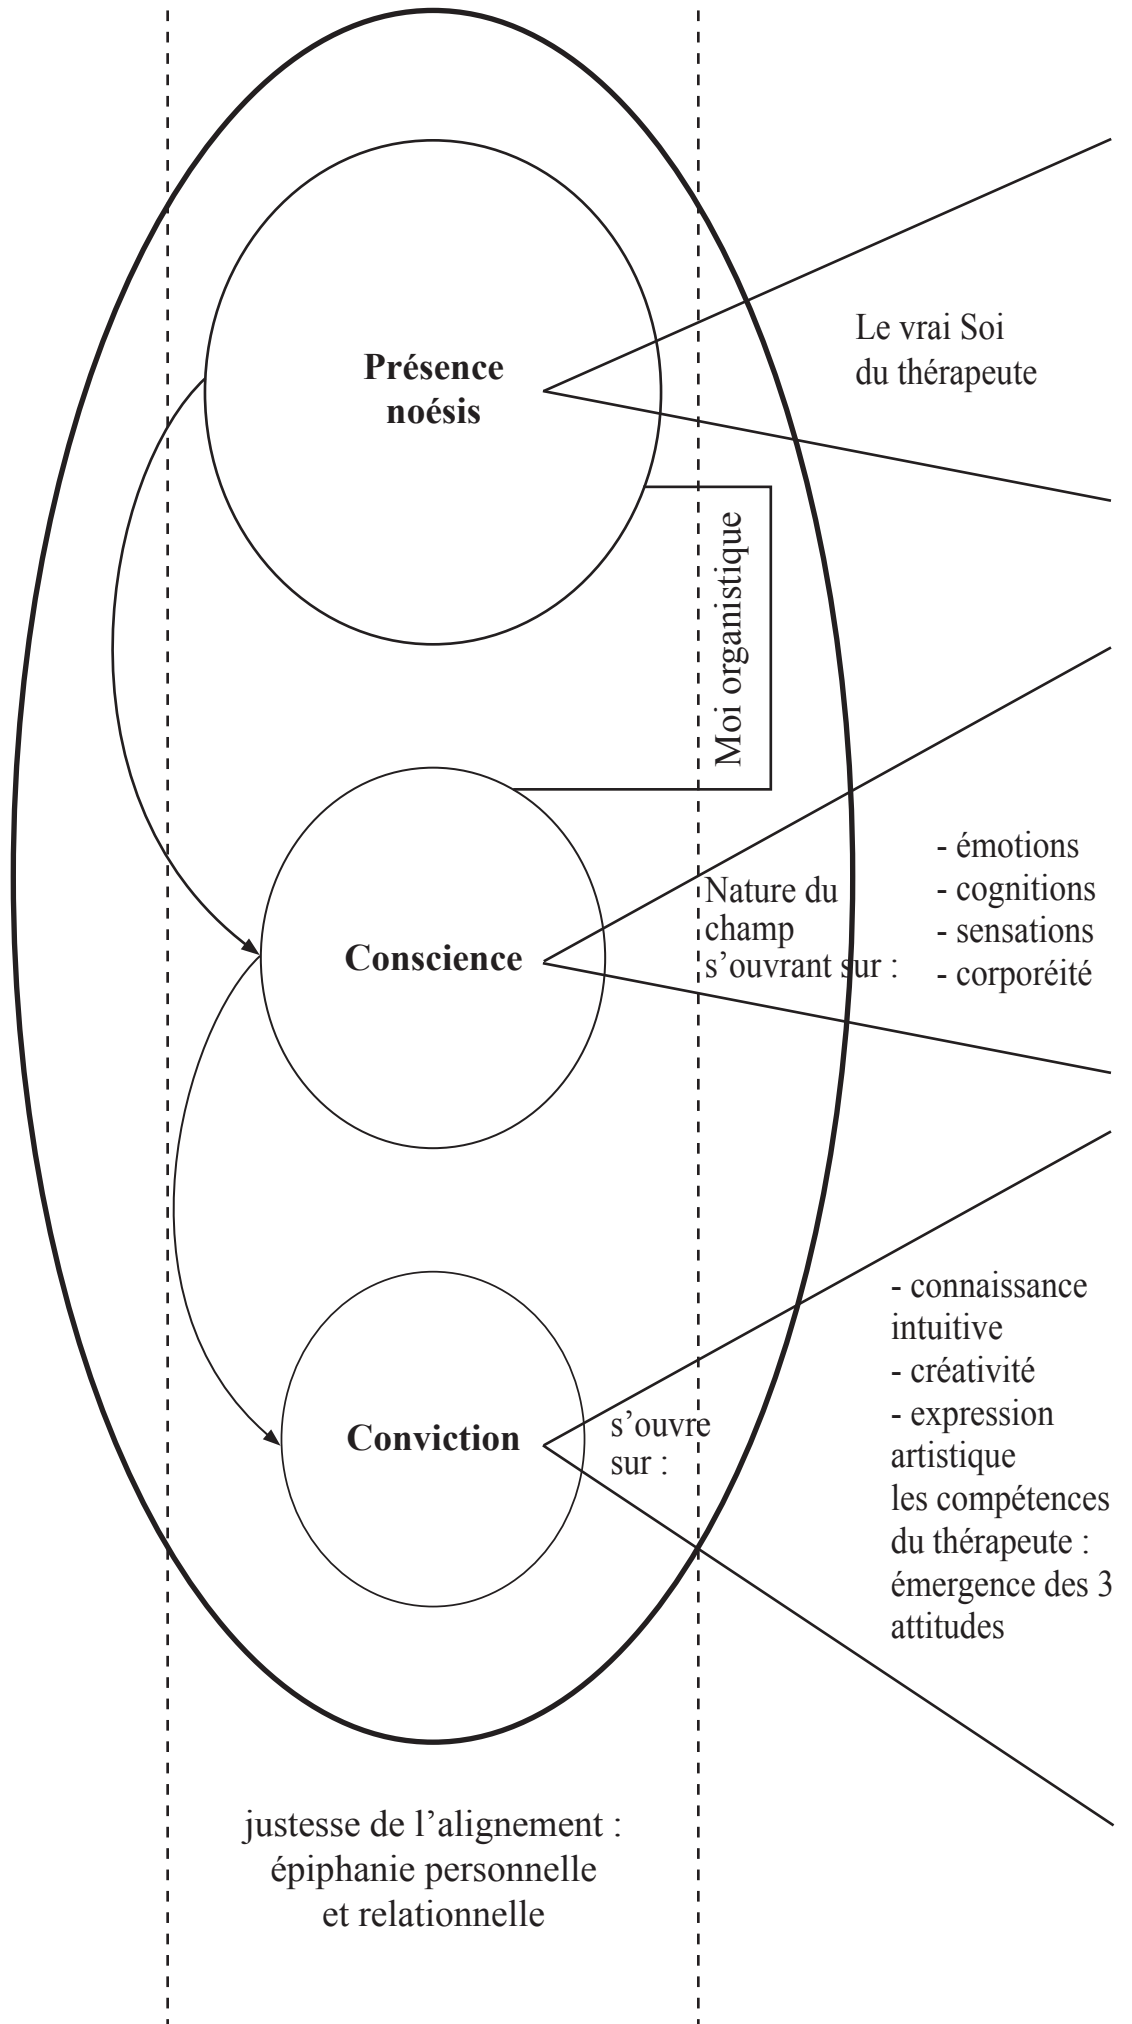 Présence
noésis
Le vrai Soi
du thérapeute
Moi organistique
Conscience
Nature du
champ
s’ouvrant sur :
- émotions
- cognitions
- sensations
- corporéité
Conviction
s’ouvre
sur :
- connaissance
intuitive
- créativité
- expression
artistique
les compétences
du thérapeute :
émergence des 3
attitudes
justesse de l’alignement :
épiphanie personnelle
et relationnelle